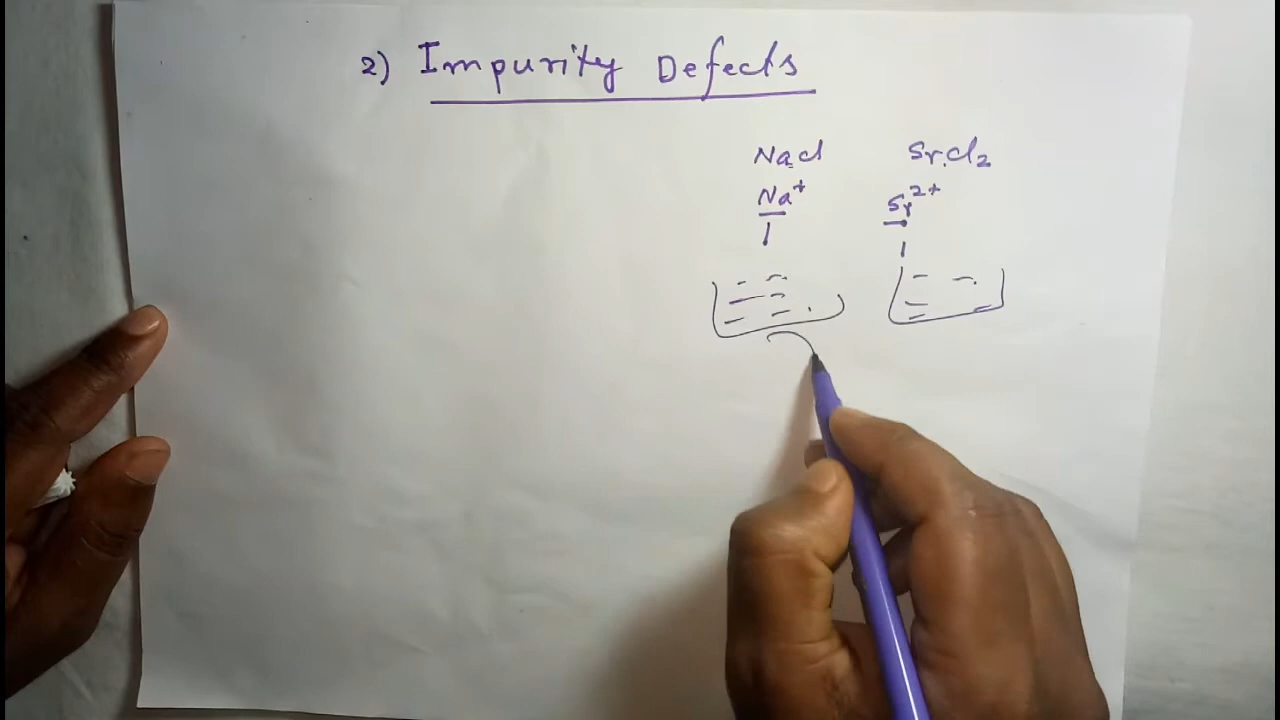 2) Impurity Defects
NaCl SrCl2
Na+ Sr2+